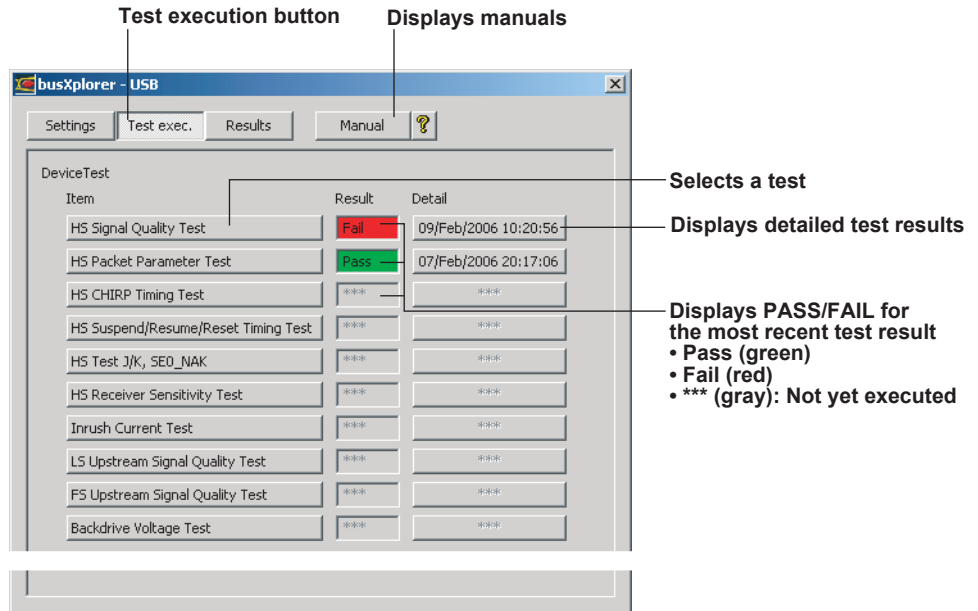 Test execution button
Displays manuals
busXplorer - USB
Settings
Test exec.
Results
Manual
?
DeviceTest
Item
Result
Detail
Selects a test
HS Signal Quality Test
Fail
09/Feb/2006 10:20:56
Displays detailed test results
HS Packet Parameter Test
Pass
07/Feb/2006 20:17:06
HS CHIRP Timing Test
***
***
Displays PASS/FAIL for
the most recent test result
• Pass (green)
• Fail (red)
• *** (gray): Not yet executed
HS Suspend/Resume/Reset Timing Test
***
***
HS Test J/K, SE0_NAK
***
***
HS Receiver Sensitivity Test
***
***
Inrush Current Test
***
***
LS Upstream Signal Quality Test
***
***
FS Upstream Signal Quality Test
***
***
Backdrive Voltage Test
***
***